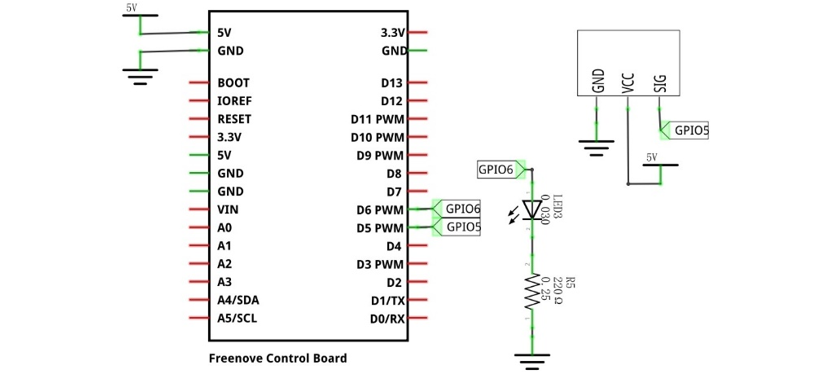 5V
5V
GND
BOOT
IOREF
RESET
3.3V
5V
GND
GND
VIN
A0
A1
A2
A3
A4/SDA
A5/SCL
3.3V
GND
D13
D12
D11 PWM
D10 PWM
D9 PWM
D8
D7
D6 PWM
D5 PWM
D4
D3 PWM
D2
D1/TX
D0/RX
GPIO6
GPIO5
Freenove Control Board
GPIO6
LED3
0.030
R5
220 Ω
0.25
GND
VCC
SIG
GPIO5
5V